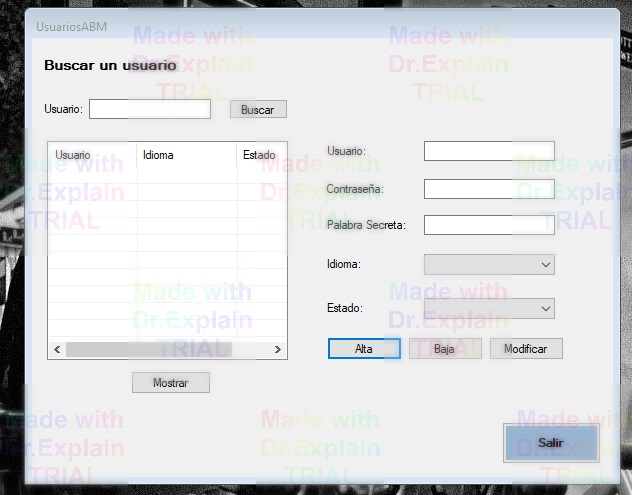 UsuariosABM
Buscar un usuario
Usuario:
Buscar
Usuario Idioma Estado
Usuario:
Contraseña:
Palabra Secreta:
Idioma:
Estado:
Alta Baja Modificar
Mostrar
Salir
Made with Made with
Dr.Explain Dr.Explain
TRIAL TRIAL
Made with Made with Made with
Dr.Explain Dr.Explain Dr.Explain
TRIAL TRIAL TRIAL
Made with Made with
Dr.Explain Dr.Explain
TRIAL TRIAL
Made with Made with Made with
Dr.Explain Dr.Explain Dr.Explain
TRIAL TRIAL TRIAL